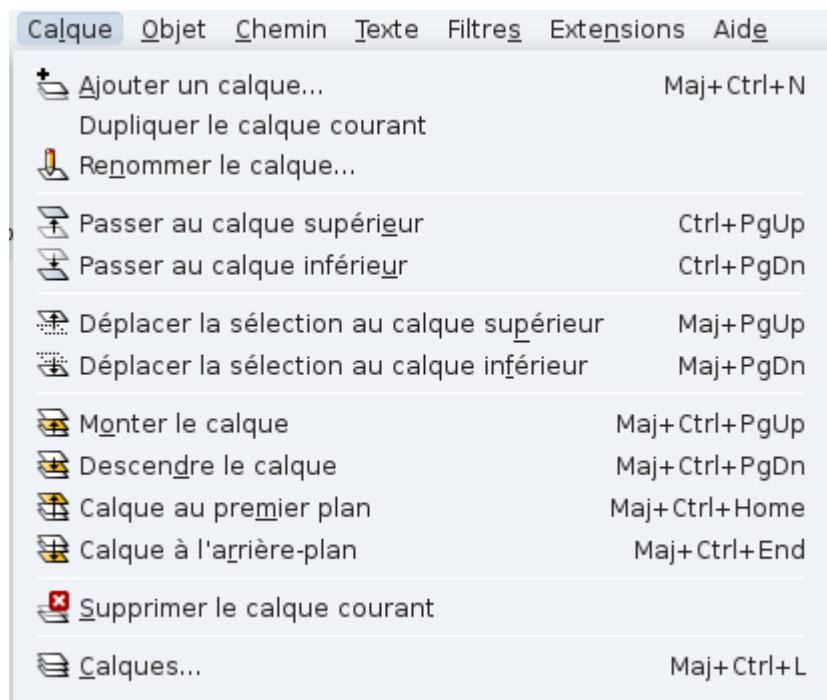 Calque Objet Chemin Texte Filtres Extensions Aide
Ajouter un calque... Maj+Ctrl+N
Dupliquer le calque courant
Renommer le calque...
Passer au calque supérieur Ctrl+PgUp
Passer au calque inférieur Ctrl+PgDn
Déplacer la sélection au calque supérieur Maj+PgUp
Déplacer la sélection au calque inférieur Maj+PgDn
Monter le calque Maj+Ctrl+PgUp
Descendre le calque Maj+Ctrl+PgDn
Calque au premier plan Maj+Ctrl+Home
Calque à l'arrière-plan Maj+Ctrl+End
Supprimer le calque courant
Calques... Maj+Ctrl+L